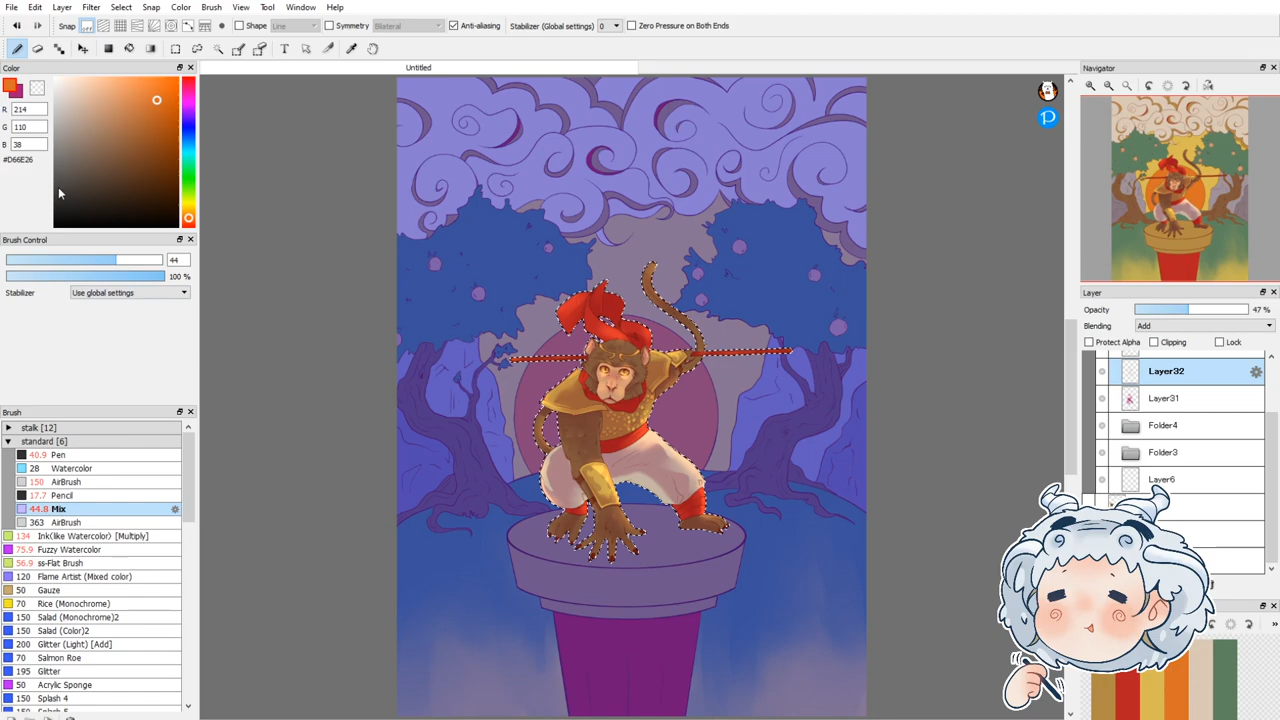 File Edit Layer Filter Select Snap Color Brush View Tool Window Help
Snap Shape Line Symmetry Bilateral Anti-aliasing Stabilizer (Global settings) 0 Zero Pressure on Both Ends
Color
R 214
G 110
B 38
#D66E26
Brush Control
44
100 %
Stabilizer Use global settings
Brush
stalk [12]
standard [6]
40.9 Pen
28 Watercolor
150 AirBrush
17.7 Pencil
44.8 Mix
363 AirBrush
134 Ink(like Watercolor) [Multiply]
75.9 Fuzzy Watercolor
56.9 ss-Flat Brush
120 Flame Artist (Mixed color)
50 Gauze
70 Rice (Monochrome)
150 Salad (Monochrome)2
150 Salad (Color)2
200 Glitter (Light) [Add]
70 Salmon Roe
195 Glitter
50 Acrylic Sponge
150 Splash 4
Untitled
Navigator
Layer
Opacity 47 %
Blending Add
Protect Alpha Clipping Lock
Layer32
Layer31
Folder4
Folder3
Layer6